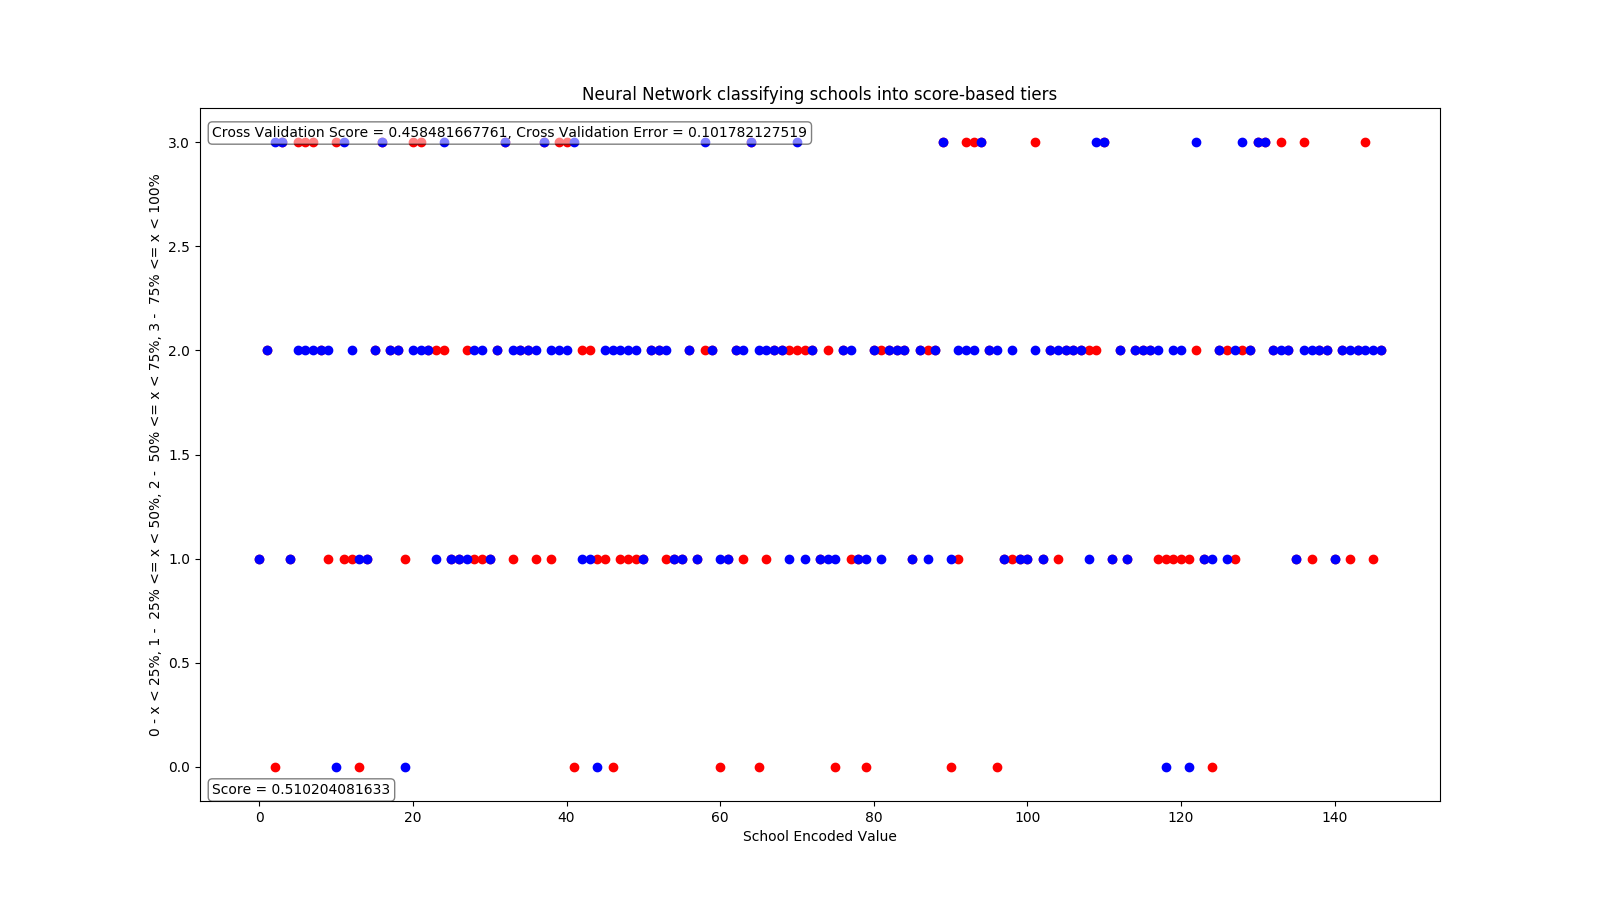 Neural Network classifying schools into score-based tiers
Cross Validation Score = 0.458481667761, Cross Validation Error = 0.101782127519
3.0
2.5
2.0
1.5
1.0
0.5
0.0
0 - x < 25%, 1 -  25% <= x < 50%, 2 -  50% <= x < 75%, 3 -  75% <= x < 100%
Score = 0.510204081633
0 20 40 60 80 100 120 140
School Encoded Value